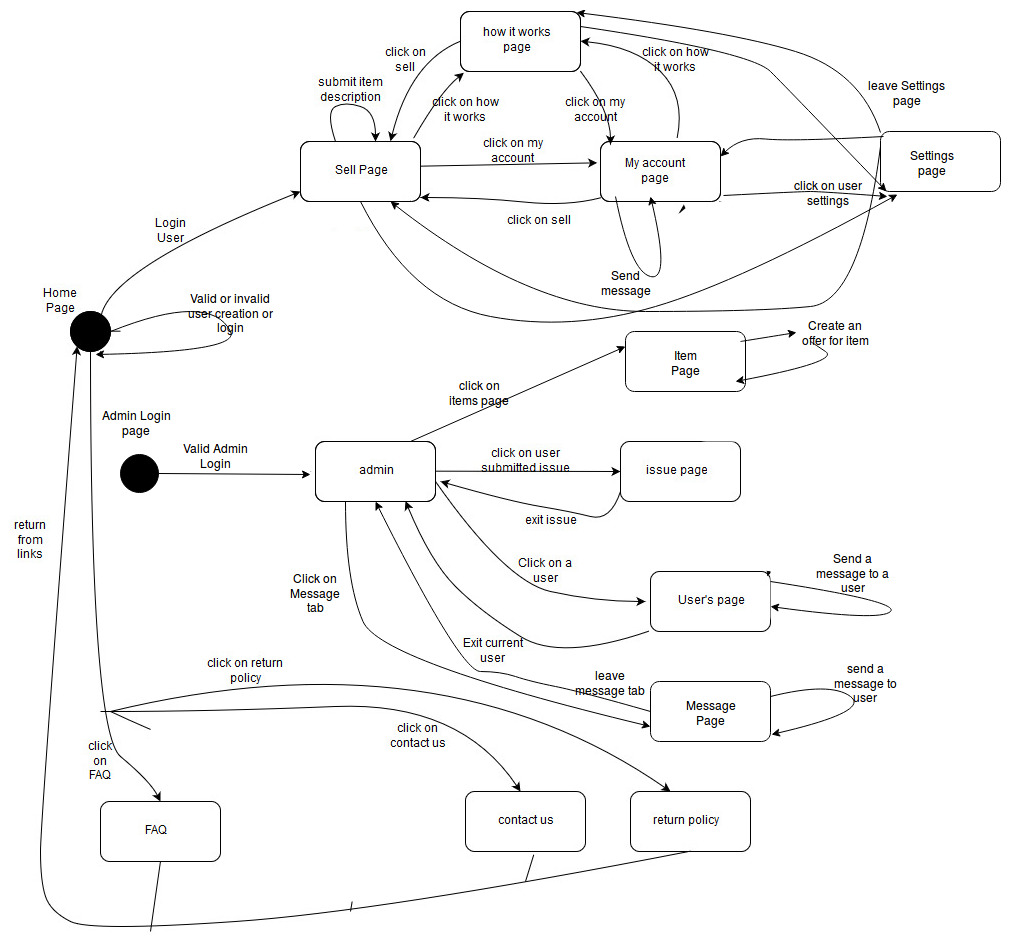 how it works
page
click on
sell
click on how
it works
submit item
description
click on how
it works
click on my
account
leave Settings
page
click on my
account
Sell Page
My account
page
Settings
page
click on user
settings
click on sell
Login
User
Send
message
Home
Page
Valid or invalid
user creation or
login
Create an
offer for item
Item
Page
click on
items page
Admin Login
page
Valid Admin
Login
admin
click on user
submitted issue
issue page
exit issue
return
from
links
Click on
Message
tab
Click on a
user
User's page
Send a
message to a
user
Exit current
user
leave
message tab
Message
Page
send a
message to
user
click on return
policy
click on
contact us
click
on
FAQ
FAQ
contact us
return policy